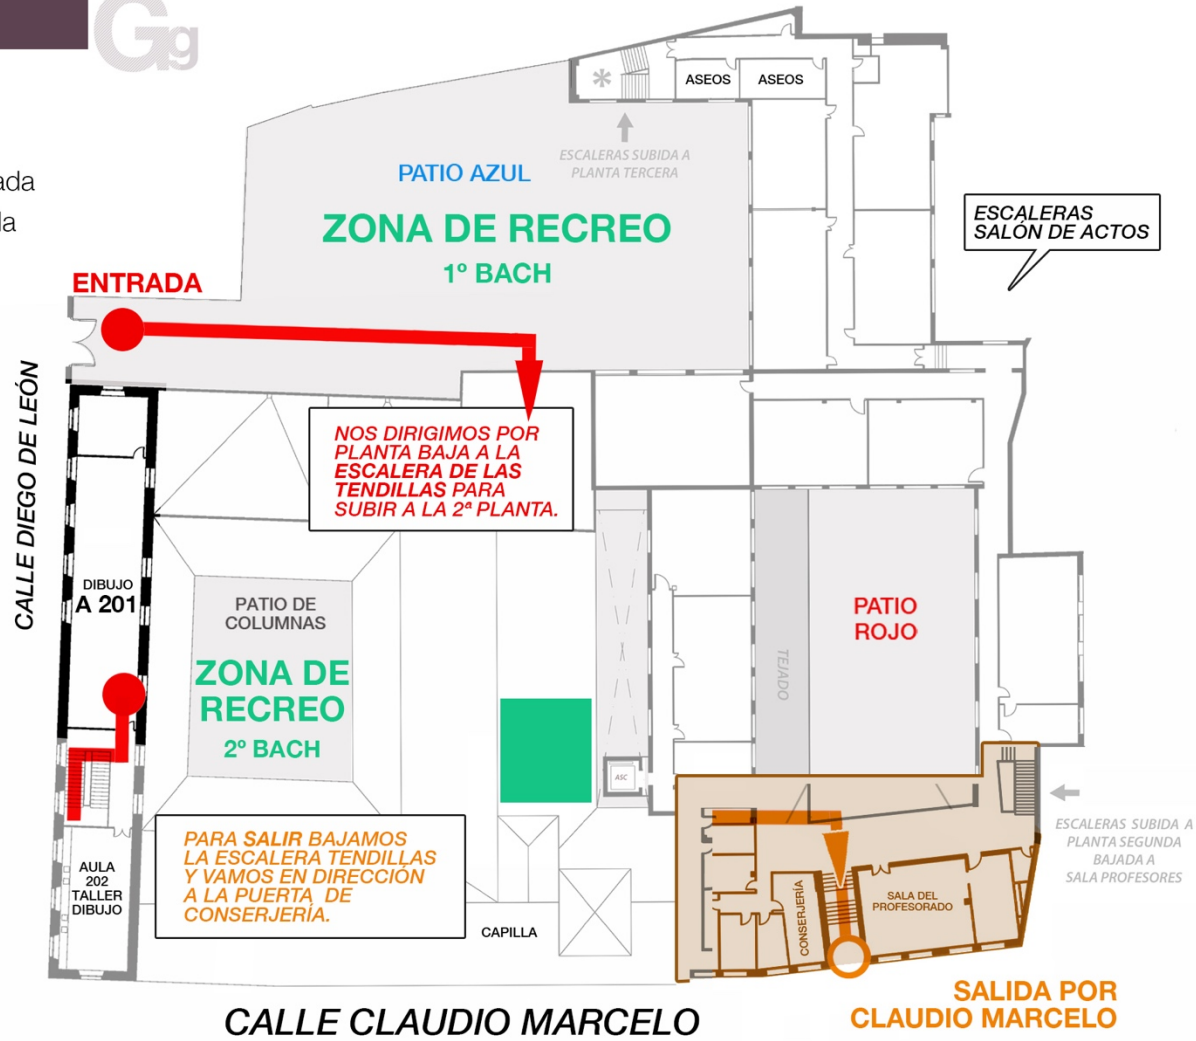 Gg
ada
la
ASEOS
ASEOS
ESCALERAS SUBIDA A
PLANTA TERCERA
PATIO AZUL
ZONA DE RECREO
1º BACH
ESCALERAS
SALÓN DE ACTOS
ENTRADA
CALLE DIEGO DE LEÓN
NOS DIRIGIMOS POR
PLANTA BAJA A LA
ESCALERA DE LAS
TENDILLAS PARA
SUBIR A LA 2ª PLANTA.
DIBUJO
A 201
PATIO DE
COLUMNAS
ZONA DE
RECREO
2º BACH
PATIO
ROJO
TEJADO
ASC
ESCALERAS SUBIDA A
PLANTA SEGUNDA
BAJADA A
SALA PROFESORES
PARA SALIR BAJAMOS
LA ESCALERA TENDILLAS
Y VAMOS EN DIRECCIÓN
A LA PUERTA DE
CONSERJERÍA.
AULA
202
TALLER
DIBUJO
CAPILLA
CONSERJERÍA
SALA DEL
PROFESORADO
SALIDA POR
CLAUDIO MARCELO
CALLE CLAUDIO MARCELO